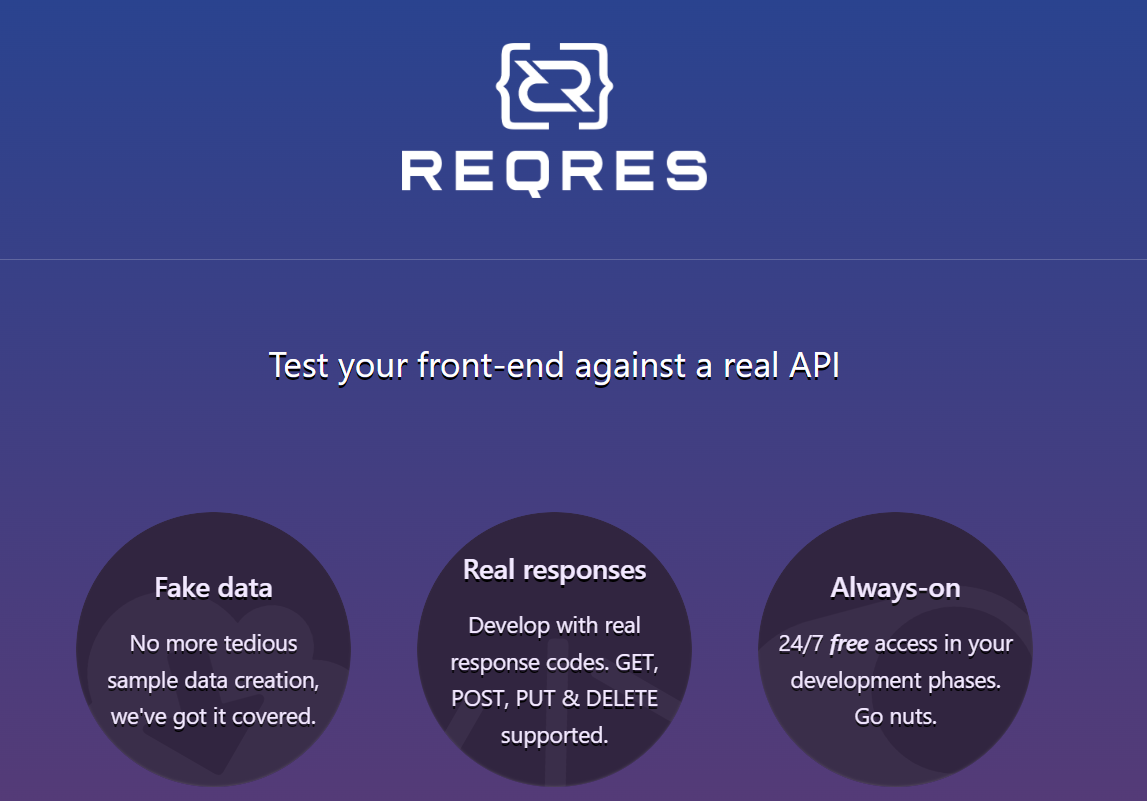 REQRES
Test your front-end against a real API
Fake data
No more tedious
sample data creation,
we've got it covered.
Real responses
Develop with real
response codes. GET,
POST, PUT & DELETE
supported.
Always-on
24/7 free access in your
development phases.
Go nuts.